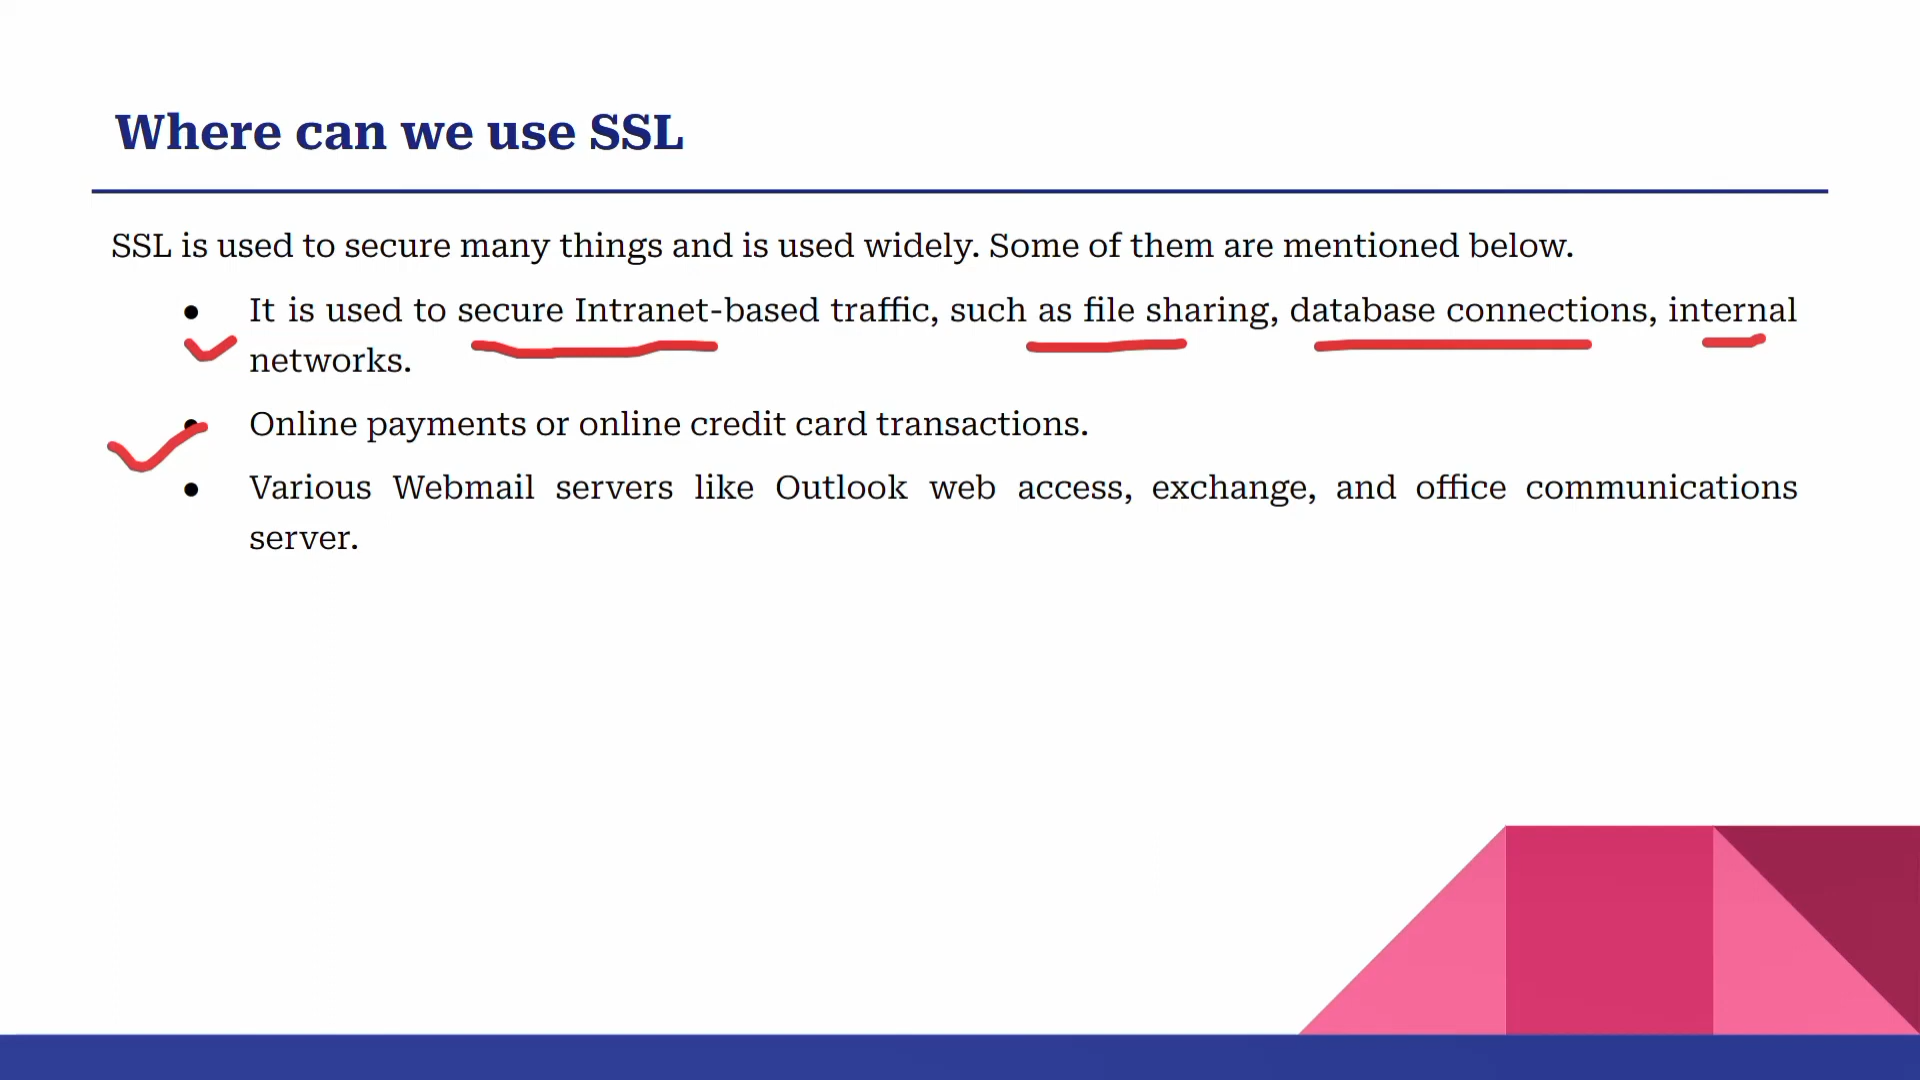 Where can we use SSL
SSL is used to secure many things and is used widely. Some of them are mentioned below.
● It is used to secure Intranet-based traffic, such as file sharing, database connections, internal
networks.
● Online payments or online credit card transactions.
● Various Webmail servers like Outlook web access, exchange, and office communications
server.